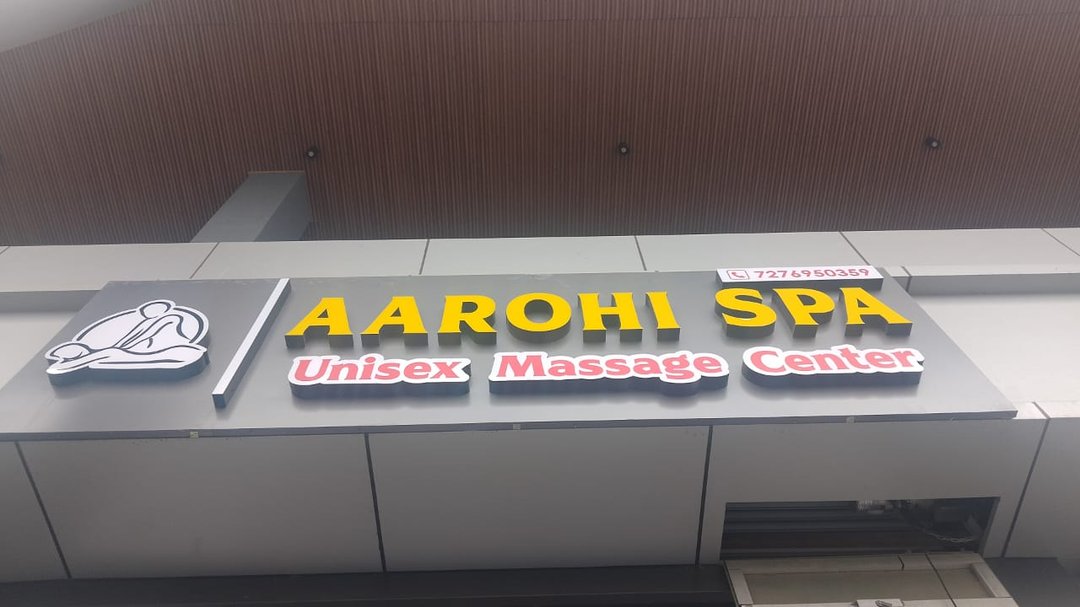 7276950359
AAROHI SPA
Unisex Massage Center